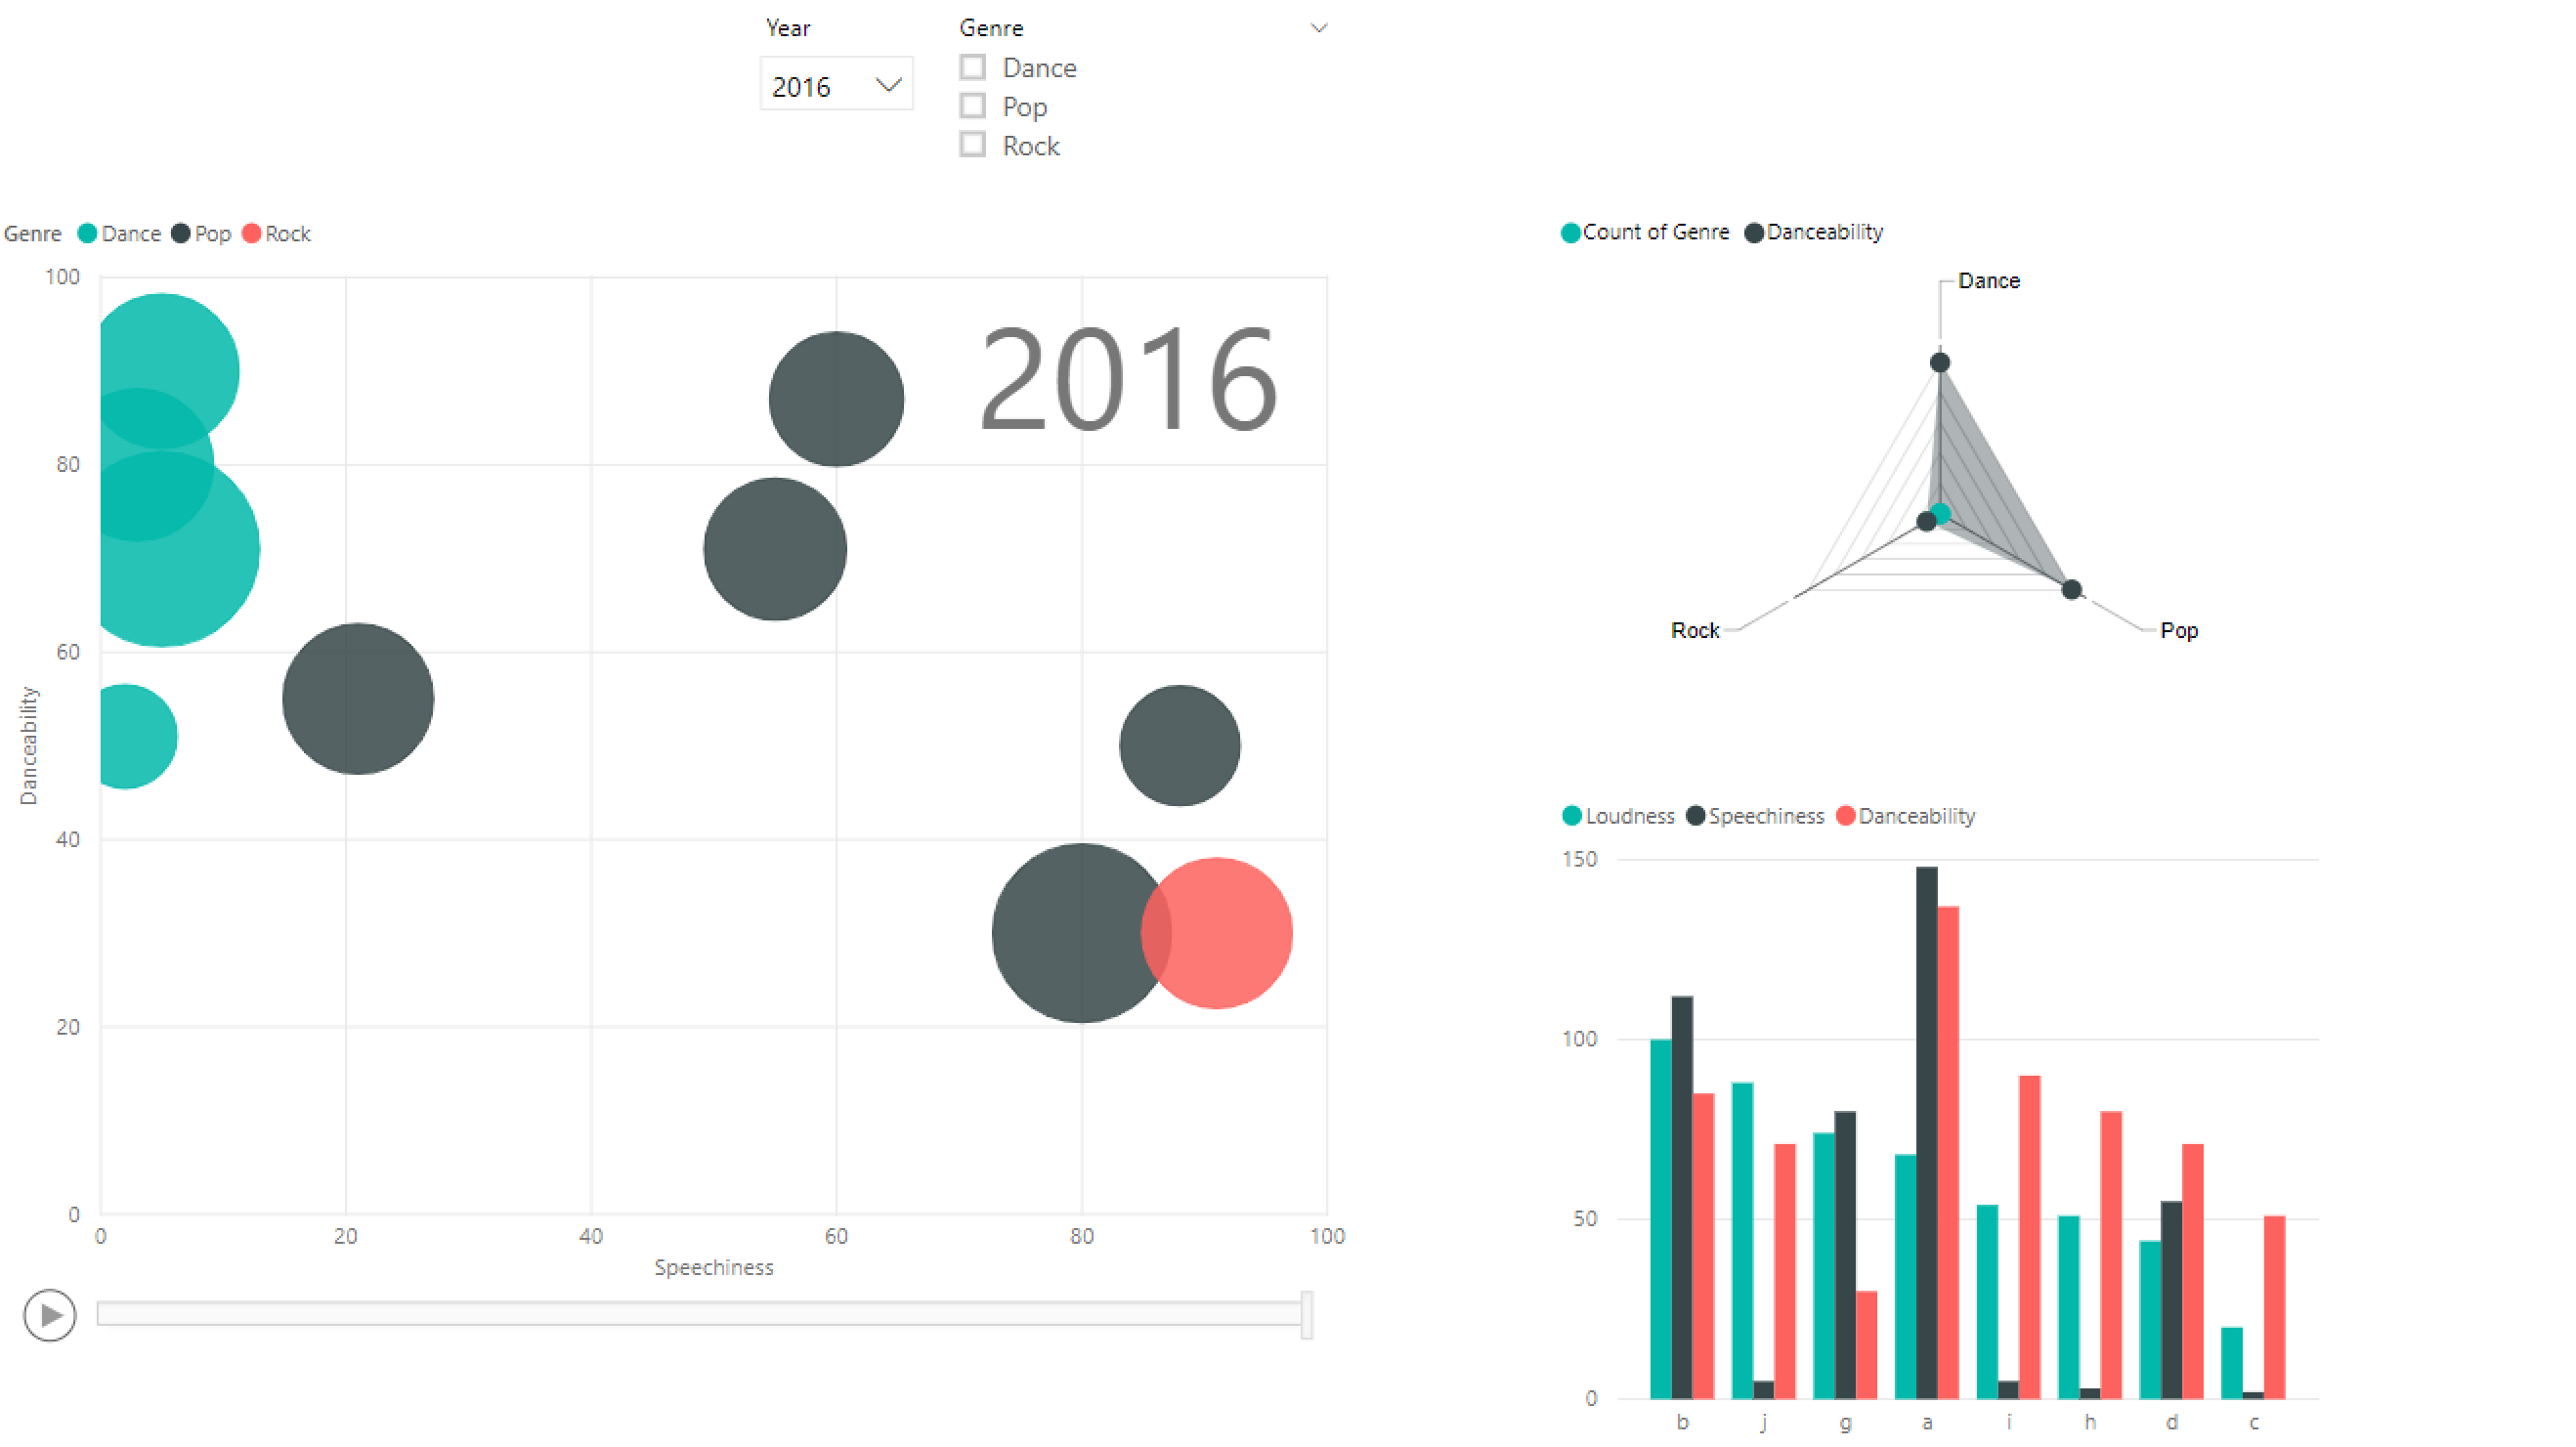 Year
2016
Genre
Dance
Pop
Rock
Genre Dance Pop Rock
2016
100
80
60
40
20
0
Danceability
0 20 40 60 80 100
Speechiness
Count of Genre Danceability
Dance
Rock
Pop
Loudness Speechiness Danceability
150
100
50
0
b j g a i h d c